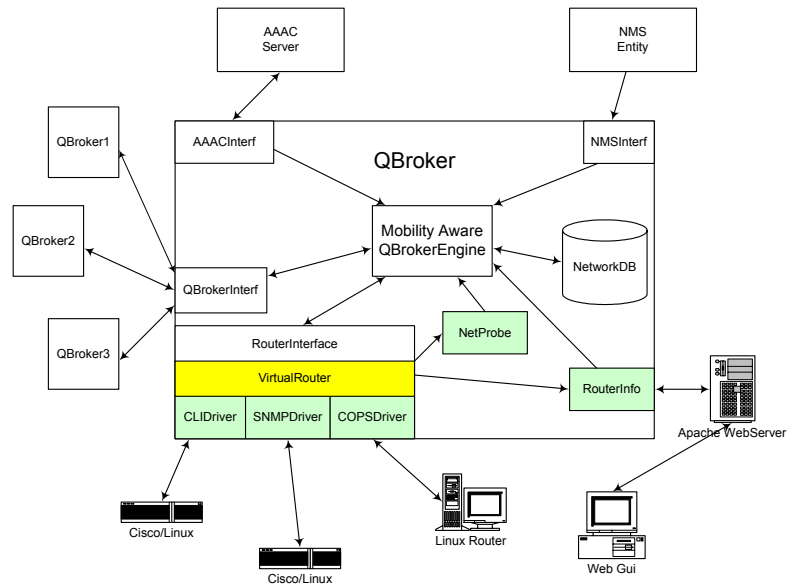 AAAC
Server
NMS
Entity
QBroker1
AAACInterf
QBroker
NMSInterf
QBroker2
Mobility Aware
QBrokerEngine
NetworkDB
QBrokerInterf
QBroker3
RouterInterface
NetProbe
VirtualRouter
RouterInfo
CLIDriver
SNMPDriver
COPSDriver
Apache WebServer
Cisco/Linux
Linux Router
Web Gui
Cisco/Linux